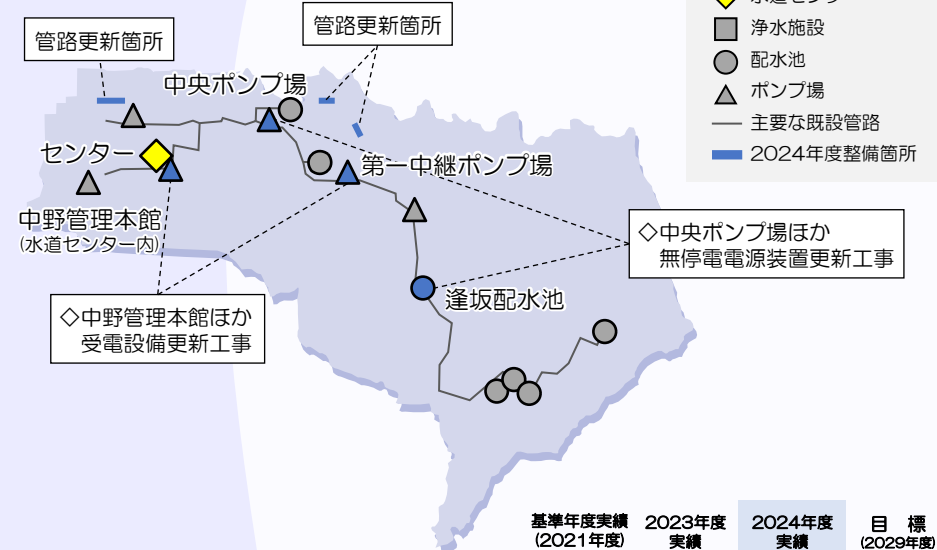 管路更新箇所
管路更新箇所
中央ポンプ場
センター
第一中継ポンプ場
中野管理本館
(水道センター内)
◇中央ポンプ場ほか
無停電電源装置更新工事
逢坂配水池
◇中野管理本館ほか
受電設備更新工事
浄水施設
配水池
ポンプ場
主要な既設管路
2024年度整備箇所
基準年度実績
(2021年度)
2023年度
実績
2024年度
実績
目 標
(2029年度)